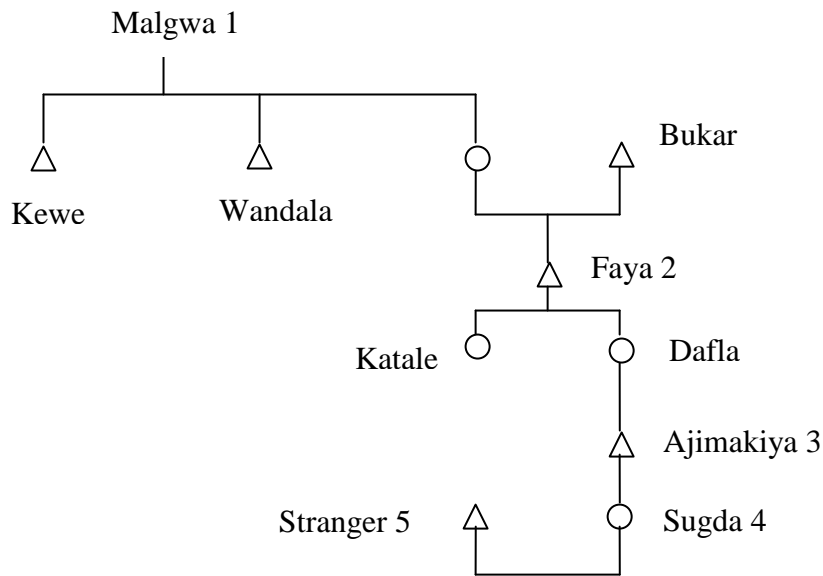 Malgwa 1
Bukar
Kewe
Wandala
Faya 2
Katale
Dafla
Ajimakiya 3
Stranger 5
Sugda 4